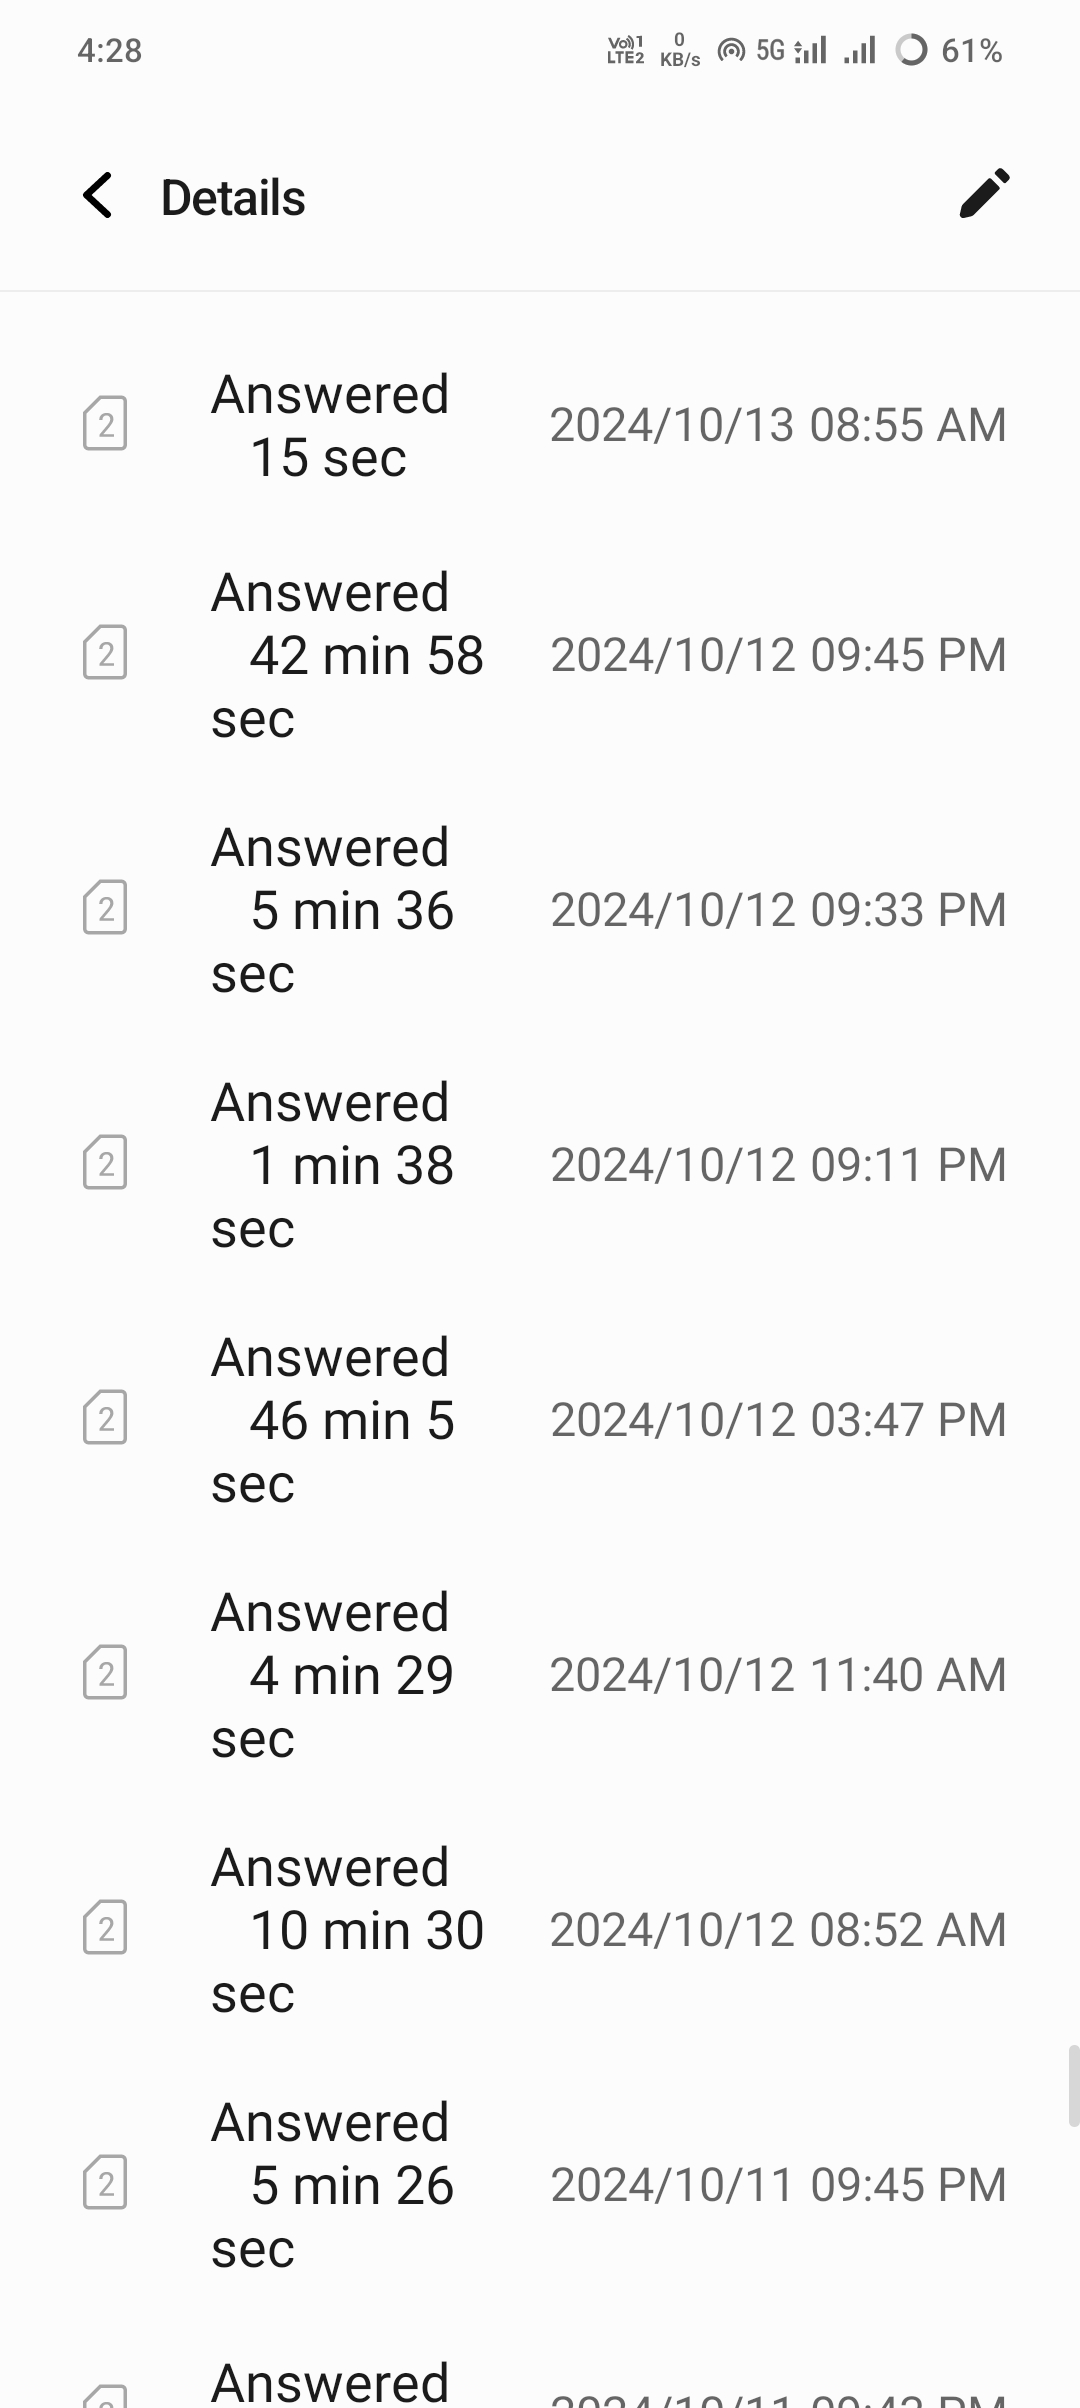 4:28
Vo)) 1
LTE2
0
KB/s
5G
61%
Details
2
Answered
15 sec
2024/10/13 08:55 AM
2
Answered
42 min 58
sec
2024/10/12 09:45 PM
2
Answered
5 min 36
sec
2024/10/12 09:33 PM
2
Answered
1 min 38
sec
2024/10/12 09:11 PM
2
Answered
46 min 5
sec
2024/10/12 03:47 PM
2
Answered
4 min 29
sec
2024/10/12 11:40 AM
2
Answered
10 min 30
sec
2024/10/12 08:52 AM
2
Answered
5 min 26
sec
2024/10/11 09:45 PM
Answered